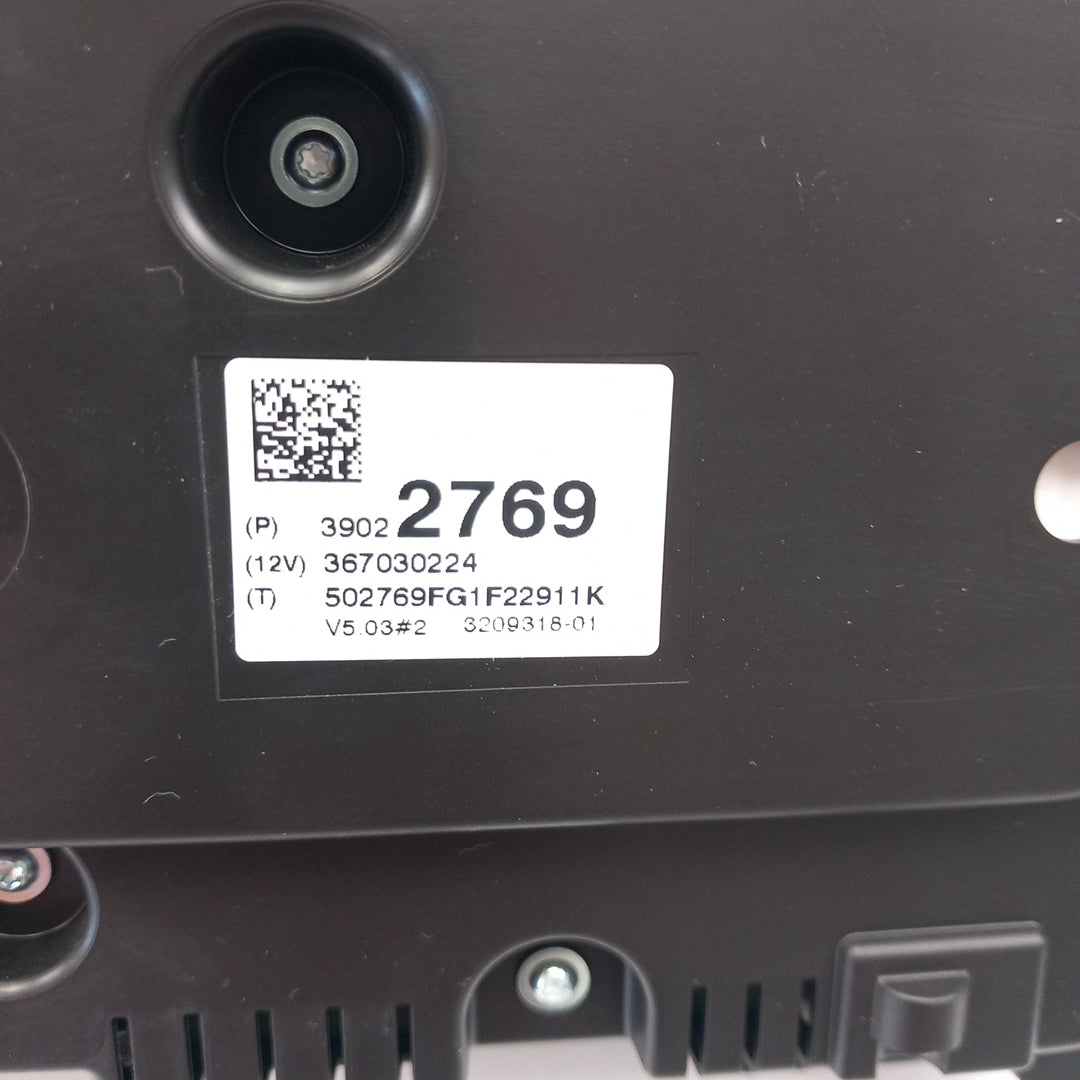 (P) 3902 2769
(12V) 367030224
(T) 502769FG1F22911K
V5.03#2 3209318-01